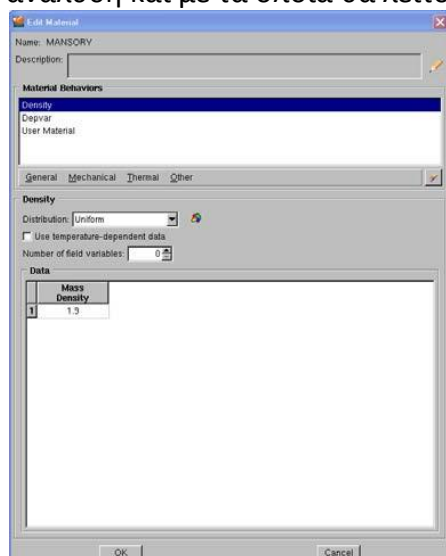 Edit Material
Name: MANSORY
Description:
Material Behaviors
Density
Depvar
User Material
General Mechanical Thermal Other
Density
Distribution: Uniform
Use temperature-dependent data
Number of field variables: 0
Data
Mass
Density
1 1.9
OK Cancel